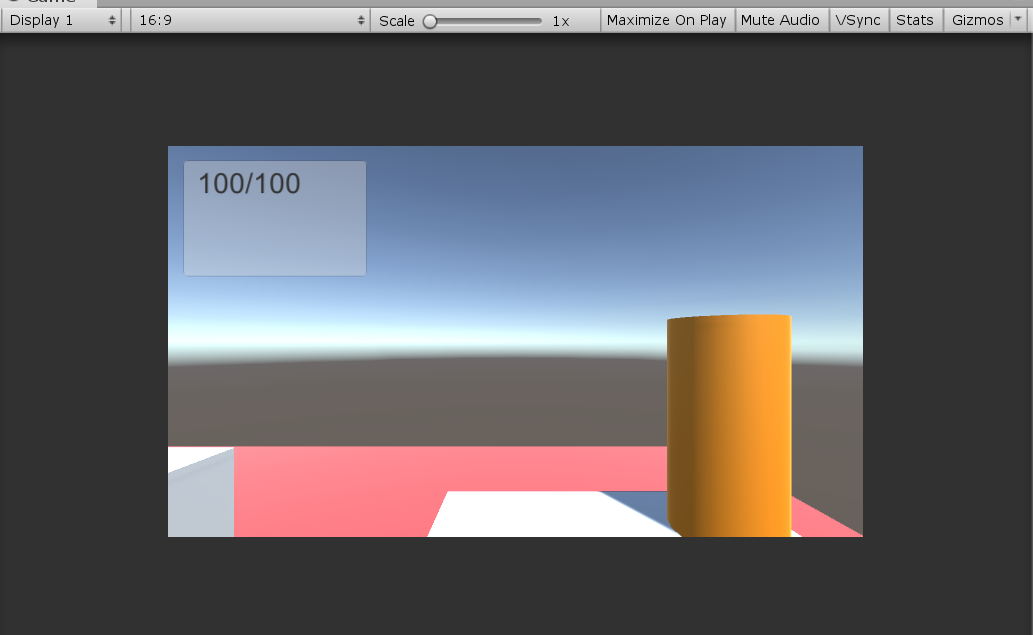 Game
Display 1 16:9 Scale 1x Maximize On Play Mute Audio VSync Stats Gizmos
100/100